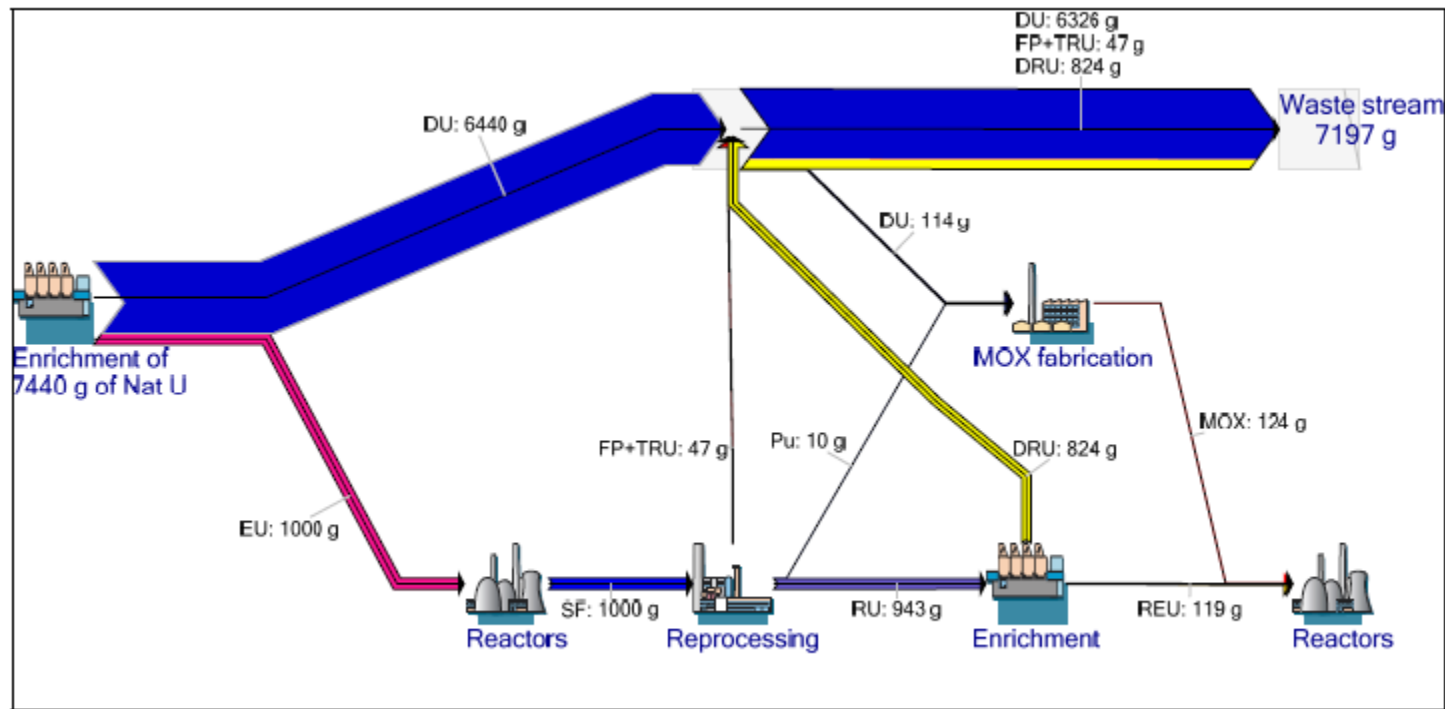 DU: 6326 g
FP+TRU: 47 g
DRU: 824 g
Waste stream
7197 g
DU: 6440 g
DU: 114 g
Enrichment of
7440 g of Nat U
MOX fabrication
MOX: 124 g
FP+TRU: 47 g
Pu: 10 g
DRU: 824 g
EU: 1000 g
SF: 1000 g
RU: 943 g
REU: 119 g
Reactors
Reprocessing
Enrichment
Reactors